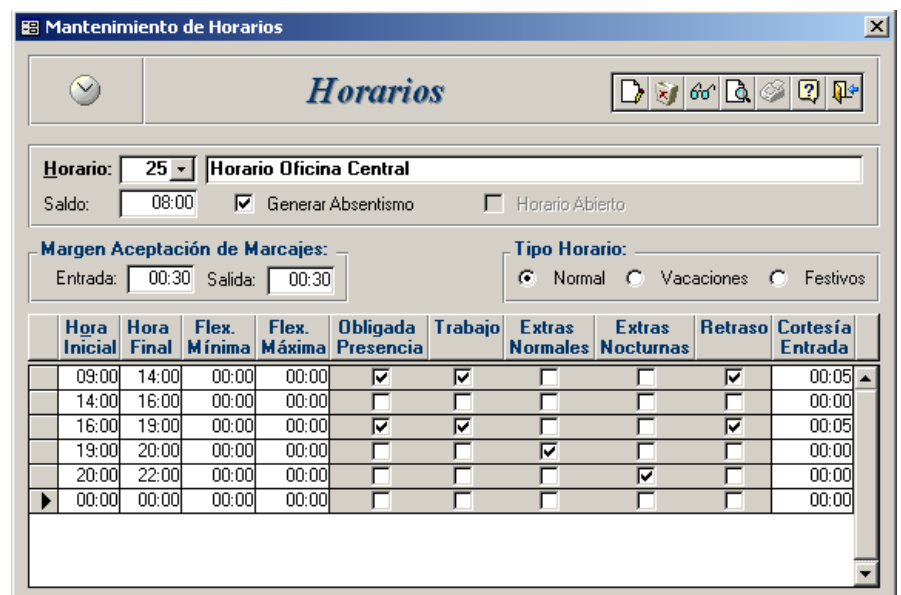 Mantenimiento de Horarios
Horarios
Horario: 25 Horario Oficina Central
Saldo: 08:00 Generar Absentismo Horario Abierto
Margen Aceptación de Marcajes: Tipo Horario:
Entrada: 00:30 Salida: 00:30 Normal Vacaciones Festivos
Hora Hora Flex. Flex. Obligada Trabajo Extras Extras Retraso Cortesía
Inicial Final Mínima Máxima Presencia Normales Nocturnas Entrada
09:00 14:00 00:00 00:00 00:05
14:00 16:00 00:00 00:00 00:00
16:00 19:00 00:00 00:00 00:05
19:00 20:00 00:00 00:00 00:00
20:00 22:00 00:00 00:00 00:00
00:00 00:00 00:00 00:00 00:00